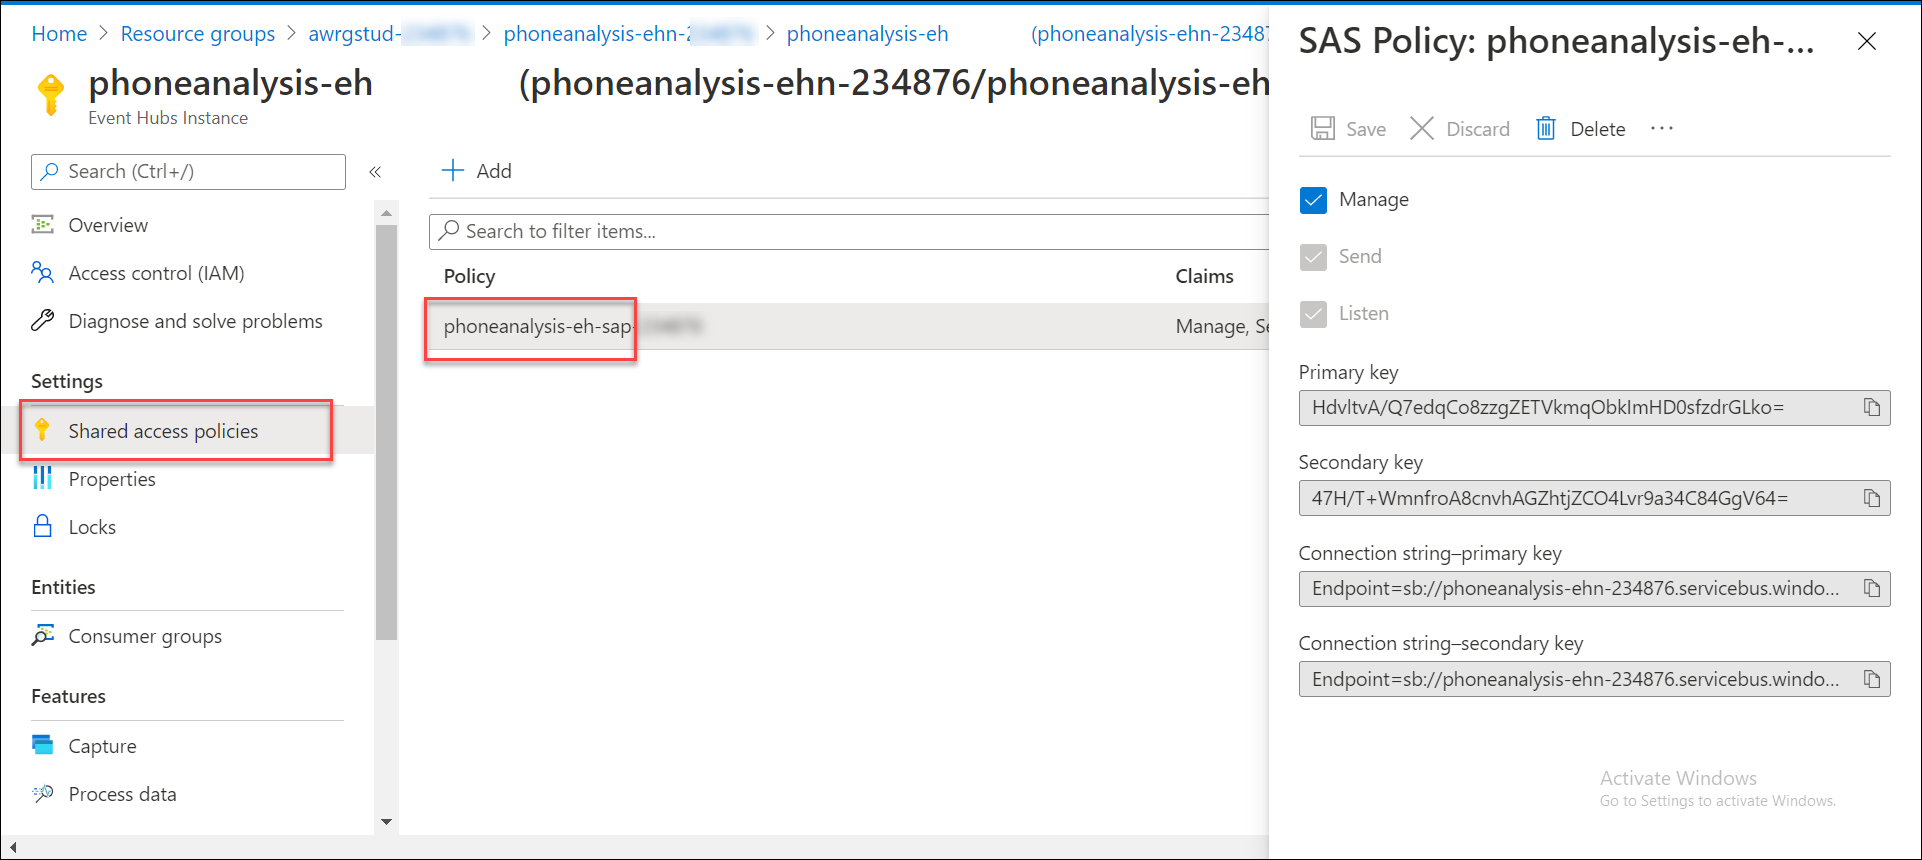 Home > Resource groups > awrgstud- > phoneanalysis-ehn- > phoneanalysis-eh (phoneanalysis-ehn-23487
phoneanalysis-eh (phoneanalysis-ehn-234876/phoneanalysis-eh
Event Hubs Instance
Search (Ctrl+/)
«
Overview
Access control (IAM)
Diagnose and solve problems
Settings
Shared access policies
Properties
Locks
Entities
Consumer groups
Features
Capture
Process data
+ Add
Search to filter items...
Policy Claims
phoneanalysis-eh-sap- Manage, Se
SAS Policy: phoneanalysis-eh-...
Save Discard Delete ...
Manage
Send
Listen
Primary key
HdvltvA/Q7edqCo8zzgZETVkmqObkImHD0sfzdrGLko=
Secondary key
47H/T+WmnfroA8cnvhAGZhtjZCO4Lvr9a34C84GgV64=
Connection string–primary key
Endpoint=sb://phoneanalysis-ehn-234876.servicebus.windo...
Connection string–secondary key
Endpoint=sb://phoneanalysis-ehn-234876.servicebus.windo...
Activate Windows
Go to Settings to activate Windows.